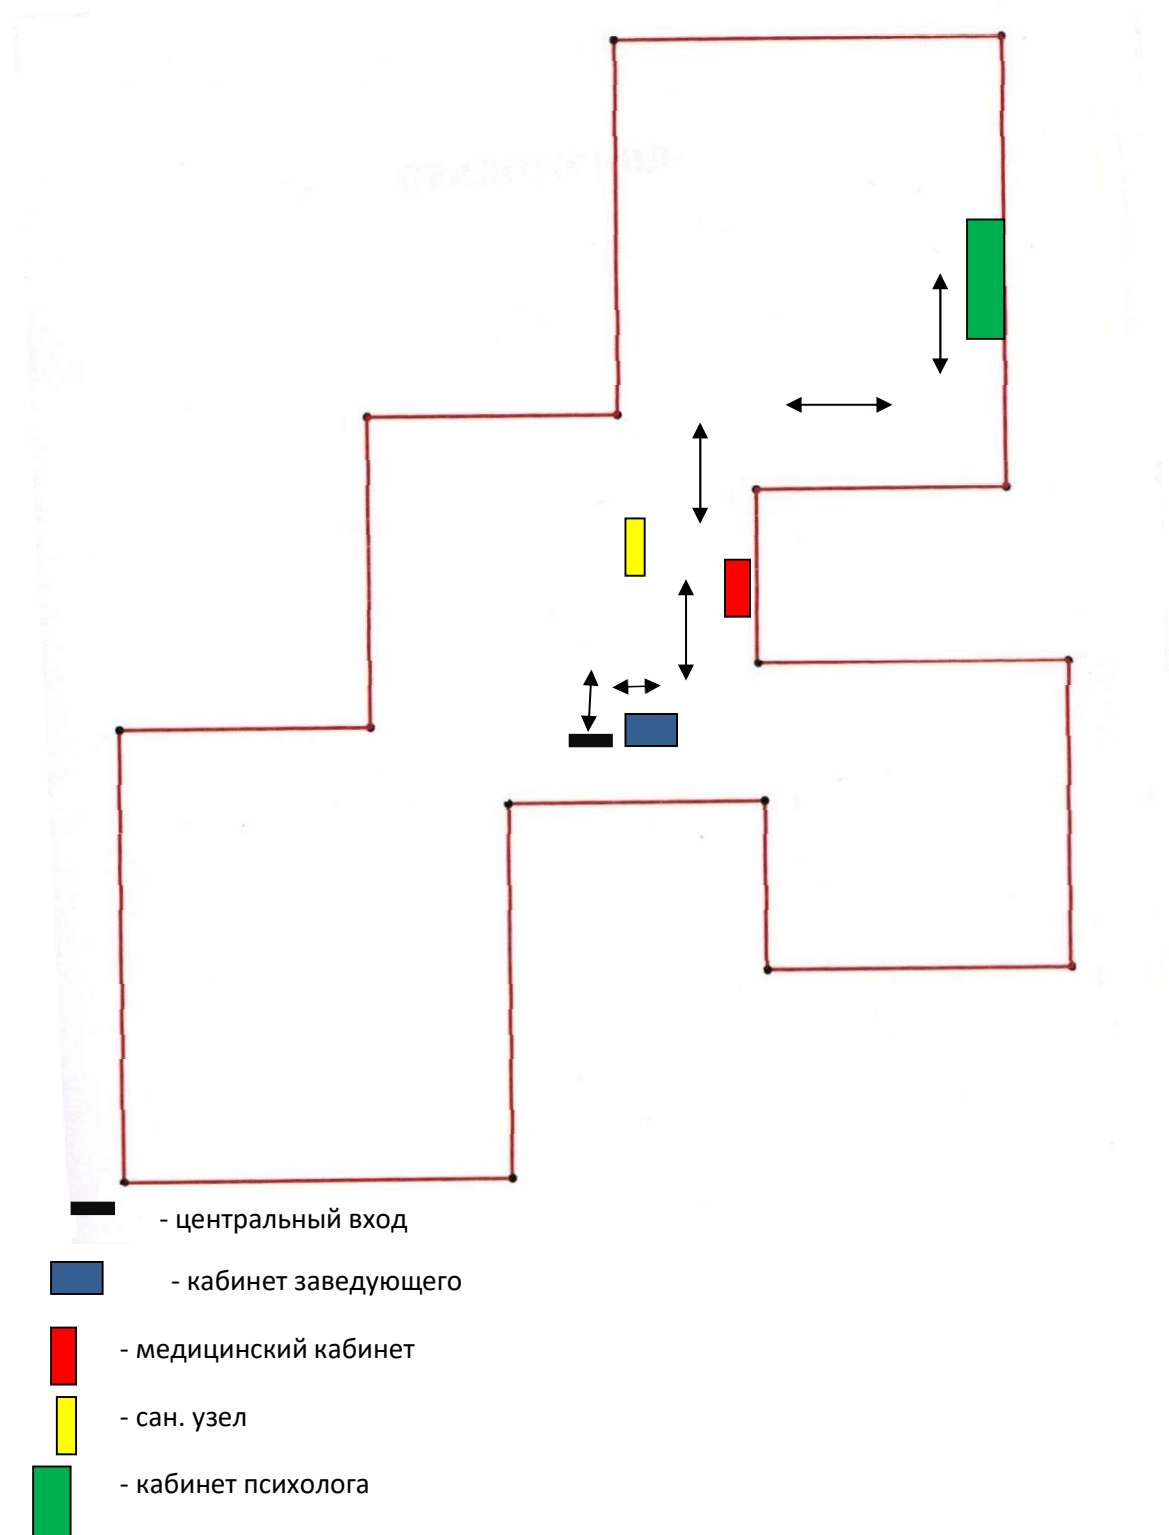 - центральный вход
- кабинет заведующего
- медицинский кабинет
- сан. узел
- кабинет психолога